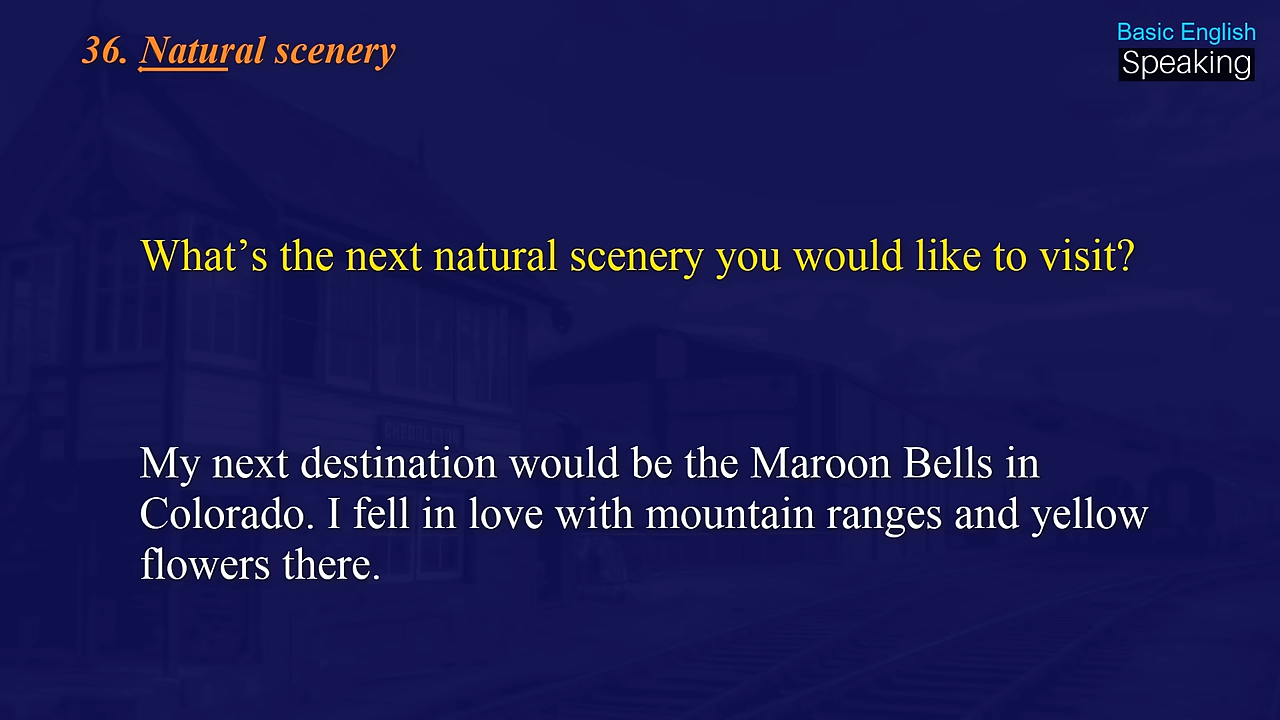 36. Natural scenery
Basic English
Speaking
What’s the next natural scenery you would like to visit?
My next destination would be the Maroon Bells in
Colorado. I fell in love with mountain ranges and yellow
flowers there.